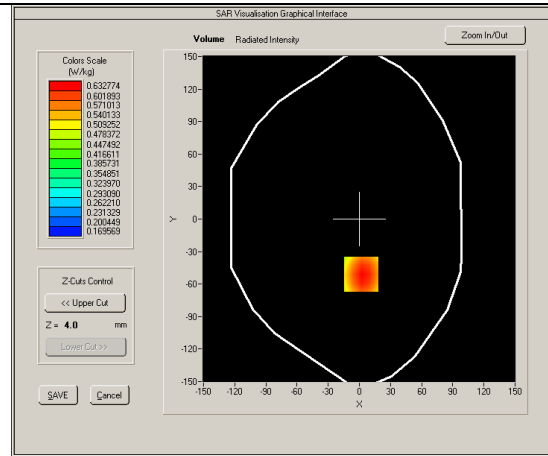 SAR Visualisation Graphical Interface
Volume Radiated Intensity
Zoom In/Out
Colors Scale
(W/kg)
0.632774
0.601893
0.571013
0.540133
0.509252
0.478372
0.447492
0.416611
0.385731
0.354851
0.323970
0.293090
0.262210
0.231329
0.200449
0.169569
Z-Cuts Control
<< Upper Cut
Z = 4.0 mm
Lower Cut >>
SAVE Cancel
150-
120-
90-
60-
30-
0-
-30-
-60-
-90-
-120-
-150-
Y
-150 -120 -90 -60 -30 0 30 60 90 120 150
X